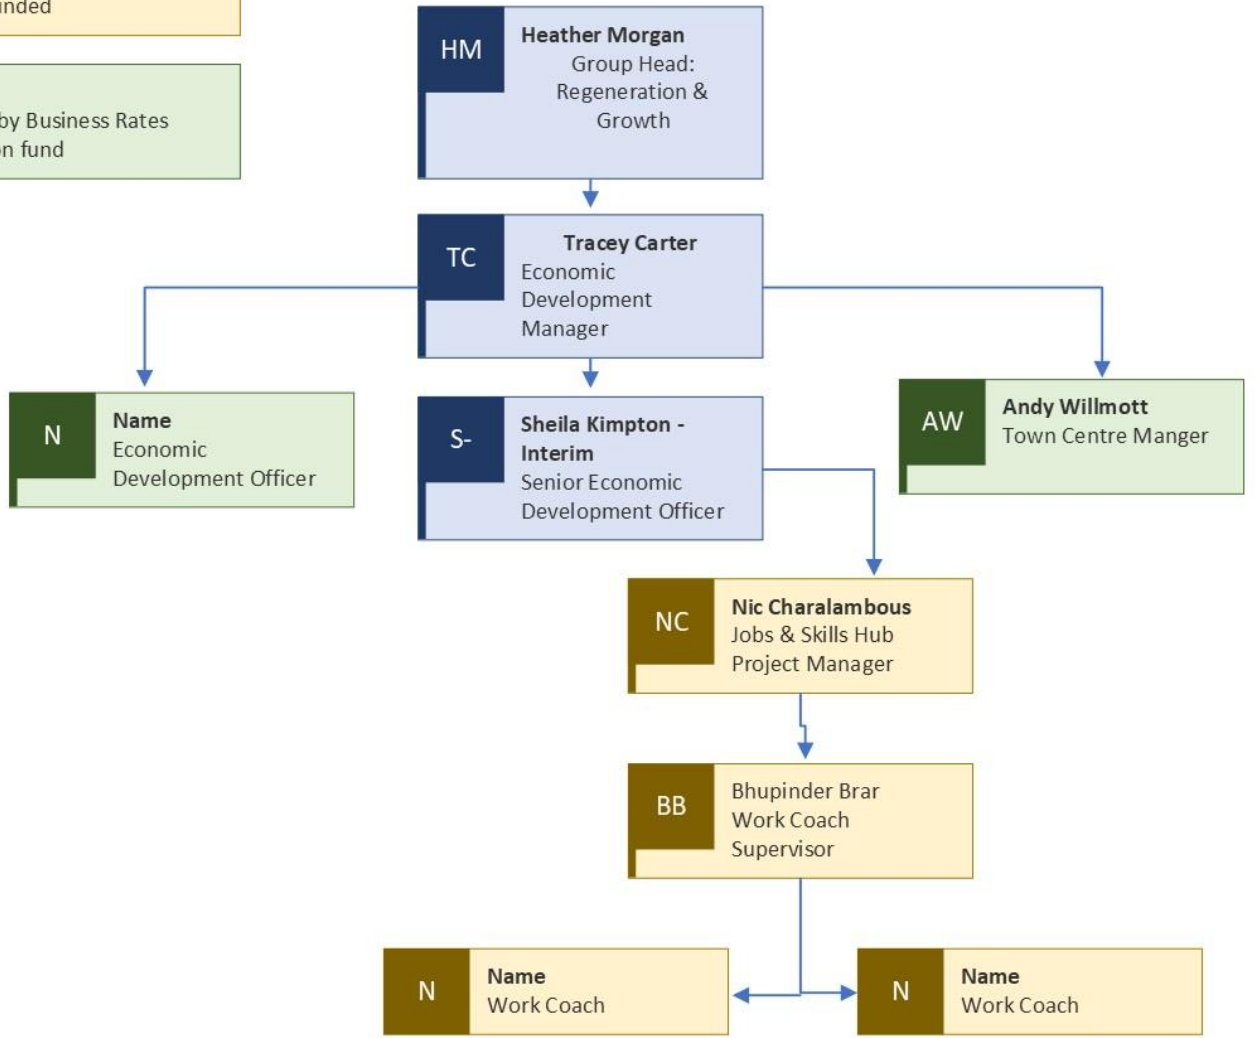 unded
by Business Rates
on fund
HM
Heather Morgan
Group Head:
Regeneration &
Growth
TC
Tracey Carter
Economic
Development
Manager
N
Name
Economic
Development Officer
S-
Sheila Kimpton -
Interim
Senior Economic
Development Officer
AW
Andy Willmott
Town Centre Manger
NC
Nic Charalambous
Jobs & Skills Hub
Project Manager
BB
Bhupinder Brar
Work Coach
Supervisor
N
Name
Work Coach
N
Name
Work Coach